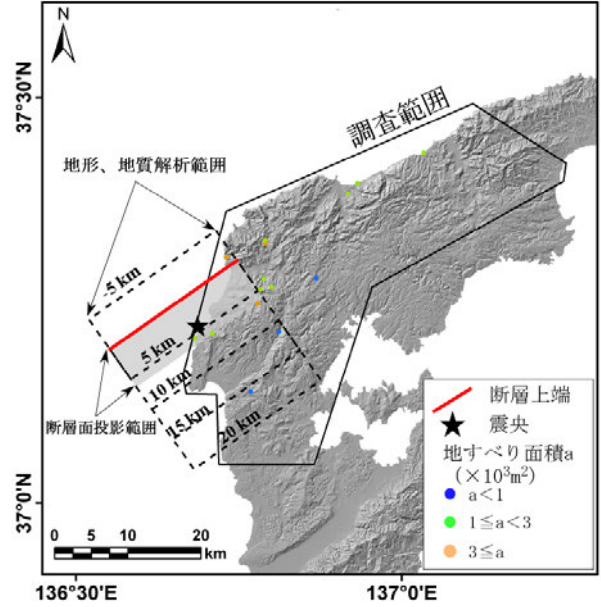 N
37°30'N
調査範囲
地形、地質解析範囲
-5 km
5 km
10 km
15 km
20 km
断層面投影範囲
断層上端
震央
地すべり面積a
(×10³m²)
a<1
1≦a<3
3≦a
37°0'N
0 5 10 20
km
136°30'E
137°0'E